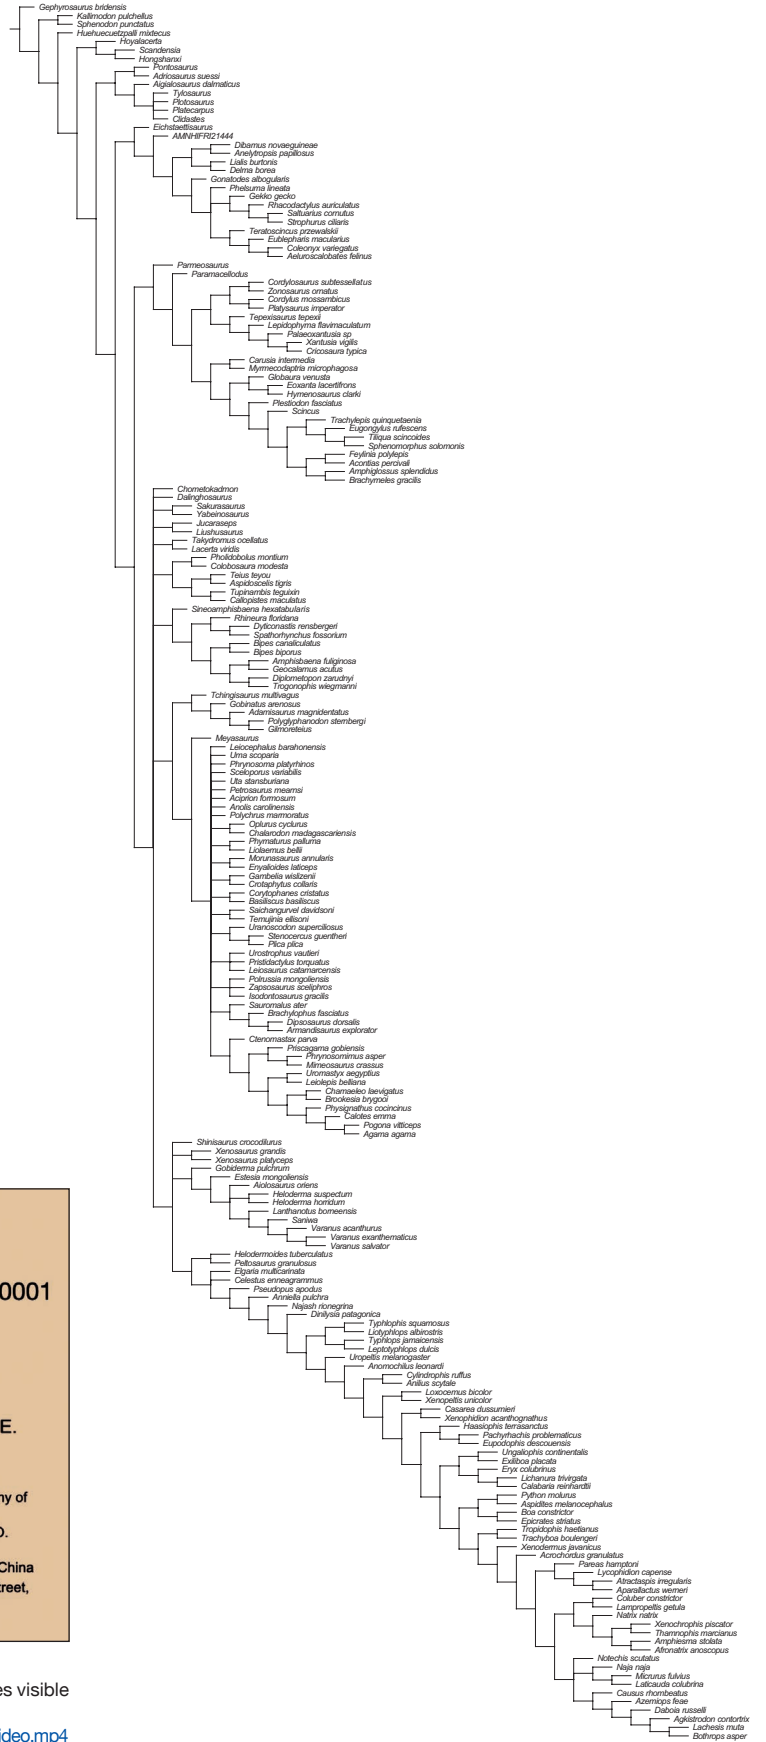 Gephyrosaurus bridensis
Kallimodon pulchellus
Sphenodon punctatus
Huehuecuetzpalli mixtecus
Hoyalacerta
Scandensia
Hongshanxi
Pontosaurus
Adriosaurus suessi
Aigialosaurus dalmaticus
Tylosaurus
Plotosaurus
Platecarpus
Clidastes
Eichstaettisaurus
AMNHIFRI21444
Dibamus novaeguineae
Anelytropsis papillosus
Lialis burtonis
Delma borea
Gonatodes albogularis
Phelsuma lineata
Gekko gecko
Rhacodactylus auriculatus
Saltuarius cornutus
Strophurus ciliaris
Teratoscincus przewalskii
Eublepharis macularius
Coleonyx variegatus
Aeluroscalobates felinus
Parmeosaurus
Paramacellodus
Cordylosaurus subtessellatus
Zonosaurus ornatus
Cordylus mossambicus
Platysaurus imperator
Tepexisaurus tepexii
Lepidophyma flavimaculatum
Palaeoxantusia sp
Xantusia vigilis
Cricosaura typica
Carusia intermedia
Myrmecodaptria microphagosa
Globaura venusta
Eoxanta lacertifrons
Hymenosaurus clarki
Plestiodon fasciatus
Scincus
Trachylepis quinquetaenia
Eugongylus rufescens
Tiliqua scincoides
Sphenomorphus solomonis
Feylinia polylepis
Acontias percivali
Amphiglossus splendidus
Brachymeles gracilis
Chometokadmon
Dalinghosaurus
Sakurasaurus
Yabeinosaurus
Jucaraseps
Liushusaurus
Takydromus ocellatus
Lacerta viridis
Pholidobolus montium
Colobosaura modesta
Teius teyou
Aspidoscelis tigris
Tupinambis teguixin
Callopistes maculatus
Sineoamphisbaena hexatabularis
Rhineura floridana
Dyticonastis rensbergeri
Spathorhynchus fossorium
Bipes canaliculatus
Bipes biporus
Amphisbaena fuliginosa
Geocalamus acutus
Diplometopon zarudnyi
Trogonophis wiegmanni
Tchingisaurus multivagus
Gobinatus arenosus
Adamisaurus magnidentatus
Polyglyphanodon sternbergi
Gilmoreteius
Meyasaurus
Leiocephalus barahonensis
Uma scoparia
Phrynosoma platyrhinos
Sceloporus variabilis
Uta stansburiana
Petrosaurus mearnsi
Aciprion formosum
Anolis carolinensis
Polychrus marmoratus
Oplurus cyclurus
Chalarodon madagascariensis
Phymaturus palluma
Liolaemus bellii
Morunasaurus annularis
Enyalioides laticeps
Gambelia wislizenii
Crotaphytus collaris
Corytophanes cristatus
Basiliscus basiliscus
Saichangurvel davidsoni
Temujinia ellisoni
Uranoscodon superciliosus
Stenocercus guentheri
Plica plica
Urostrophus vautieri
Pristidactylus torquatus
Leiosaurus catamarcensis
Polrussia mongoliensis
Zapsosaurus sceliphros
Isodontosaurus gracilis
Sauromalus ater
Brachylophus fasciatus
Dipsosaurus dorsalis
Armandisaurus explorator
Ctenomastax parva
Priscagama gobiensis
Phrynosomimus asper
Mimeosaurus crassus
Uromastyx aegyptius
Leiolepis belliana
Chamaeleo laevigatus
Brookesia brygooi
Physignathus cocincinus
Calotes emma
Pogona vitticeps
Agama agama
Shinisaurus crocodilurus
Xenosaurus grandis
Xenosaurus platyceps
Gobiderma pulchrum
Estesia mongoliensis
Aiolosaurus oriens
Heloderma suspectum
Heloderma horridum
Lanthanotus borneensis
Saniwa
Varanus acanthurus
Varanus exanthematicus
Varanus salvator
Helodermoides tuberculatus
Peltosaurus granulosus
Elgaria multicarinata
Celestus enneagrammus
Pseudopus apodus
Anniella pulchra
Najash rionegrina
Dinilysia patagonica
Typhlophis squamosus
Liotyphlops albirostris
Typhlops jamaicensis
Leptotyphlops dulcis
Uropeltis melanogaster
Anomochilus leonardi
Cylindrophis ruffus
Anilius scytale
Loxocemus bicolor
Xenopeltis unicolor
Casarea dussumieri
Xenophidion acanthognathus
Haasiophis terrasanctus
Pachyrhachis problematicus
Eupodophis descouensis
Ungaliophis continentalis
Exiliboa placata
Eryx colubrinus
Lichanura trivirgata
Calabaria reinhardtii
Python molurus
Aspidites melanocephalus
Boa constrictor
Epicrates striatus
Tropidophis haetianus
Trachyboa boulengeri
Xenodermus javanicus
Acrochordus granulatus
Pareas hamptoni
Lycophidion capense
Atractaspis irregularis
Aparallactus werneri
Coluber constrictor
Lampropeltis getula
Natrix natrix
Xenochrophis piscator
Thamnophis marcianus
Amphiesma stolata
Afronatrix anoscopus
Notechis scutatus
Naja naja
Micrurus fulvius
Laticauda colubrina
Causus rhombeatus
Azemiops feae
Daboia russelli
Agkistrodon contortrix
Lachesis muta
Bothrops asper
0001
E.
ny of
D.
China
treet,
es visible
ideo.mp4